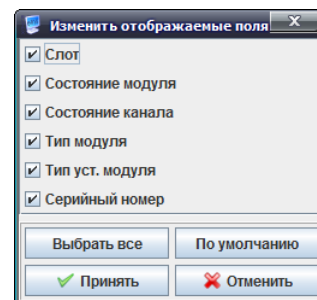 Изменить отображаемые поля
Слот
Состояние модуля
Состояние канала
Тип модуля
Тип уст. модуля
Серийный номер
Выбрать все
По умолчанию
Принять
Отменить